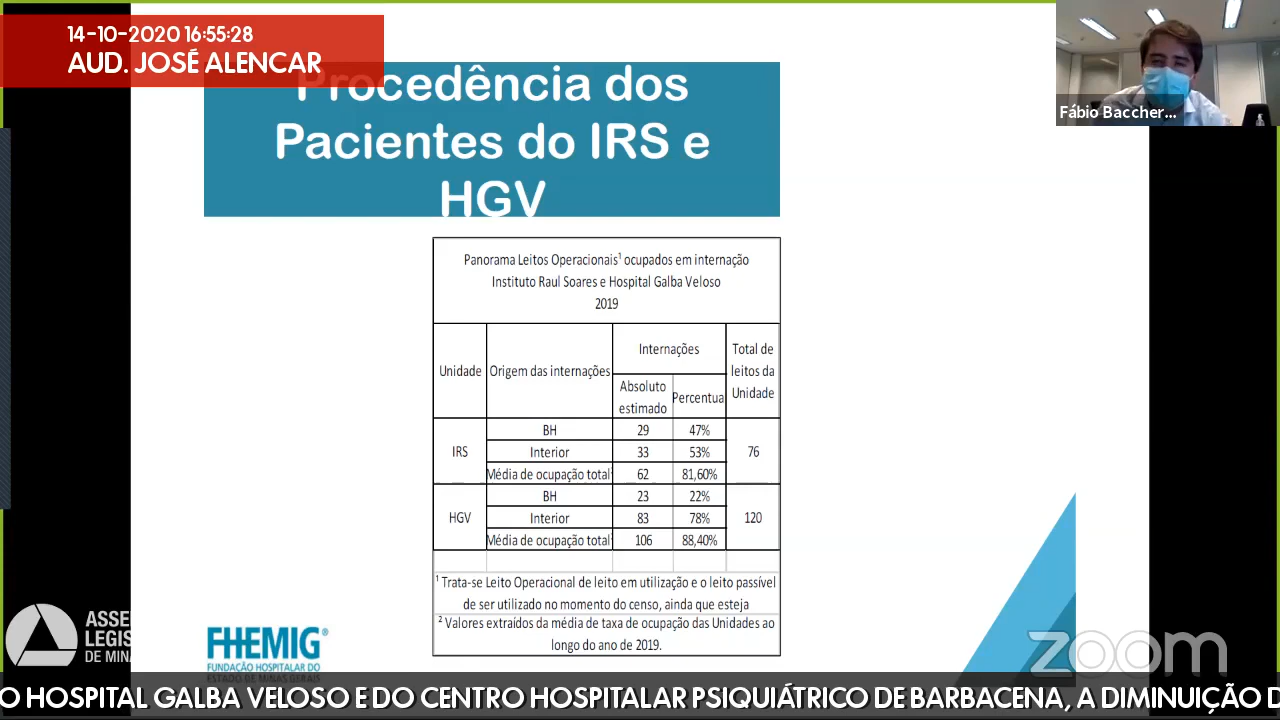 14-10-2020 16:55:28
AUD. JOSÉ ALENCAR
Procedência dos
Pacientes do IRS e
HGV
Fábio Baccher...
Panorama Leitos Operacionais¹ ocupados em internação
Instituto Raul Soares e Hospital Galba Veloso
2019
Unidade
Origem das internações
Internações
Absoluto
estimado
Percentua
Total de
leitos da
Unidade
IRS
BH 29 47%
Interior 33 53%
Média de ocupação total 62 81,60%
76
HGV
BH 23 22%
Interior 83 78%
Média de ocupação total 106 88,40%
120
¹ Trata-se Leito Operacional de leito em utilização e o leito passível
de ser utilizado no momento do censo, ainda que esteja
² Valores extraídos da média de taxa de ocupação das Unidades ao
longo do ano de 2019.
ASSE
LEGIS
DE MINA
FHEMIG®
FUNDAÇÃO HOSPITALAR DO
ESTADO DE MINAS GERAIS
zoom
O HOSPITAL GALBA VELOSO E DO CENTRO HOSPITALAR PSIQUIÁTRICO DE BARBACENA, A DIMINUIÇÃO D